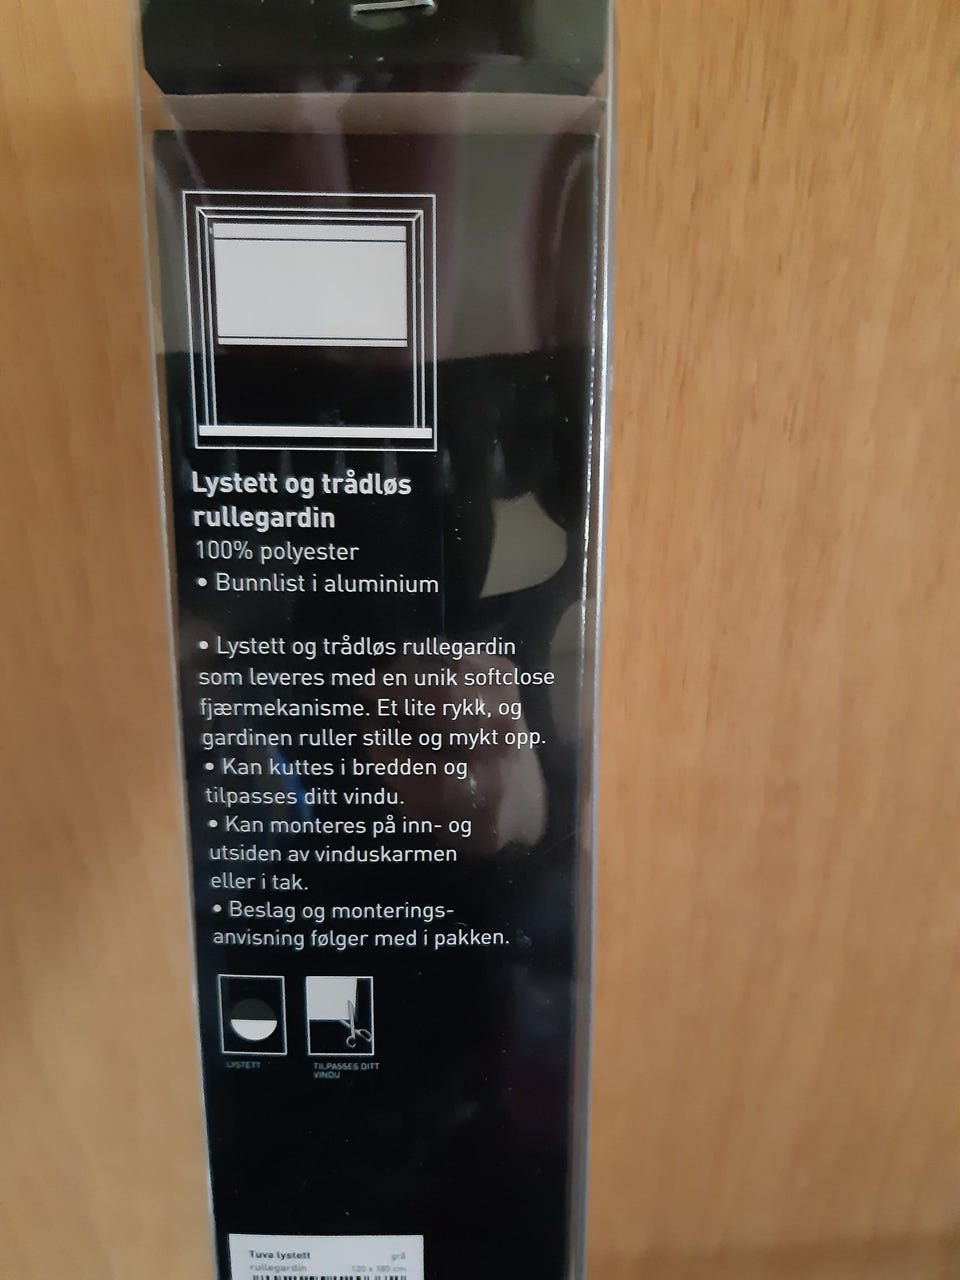 Lystett og trådløs
rullegardin
100% polyester
• Bunnlist i aluminium
• Lystett og trådløs rullegardin
som leveres med en unik softclose
fjærmekanisme. Et lite rykk, og
gardinen ruller stille og mykt opp.
• Kan kuttes i bredden og
tilpasses ditt vindu.
• Kan monteres på inn- og
utsiden av vinduskarmen
eller i tak.
• Beslag og monterings-
anvisning følger med i pakken.
LYSTETT
TILPASSES DITT
VINDU
Tuva lystett grå
rullegardin 120 x 180 cm